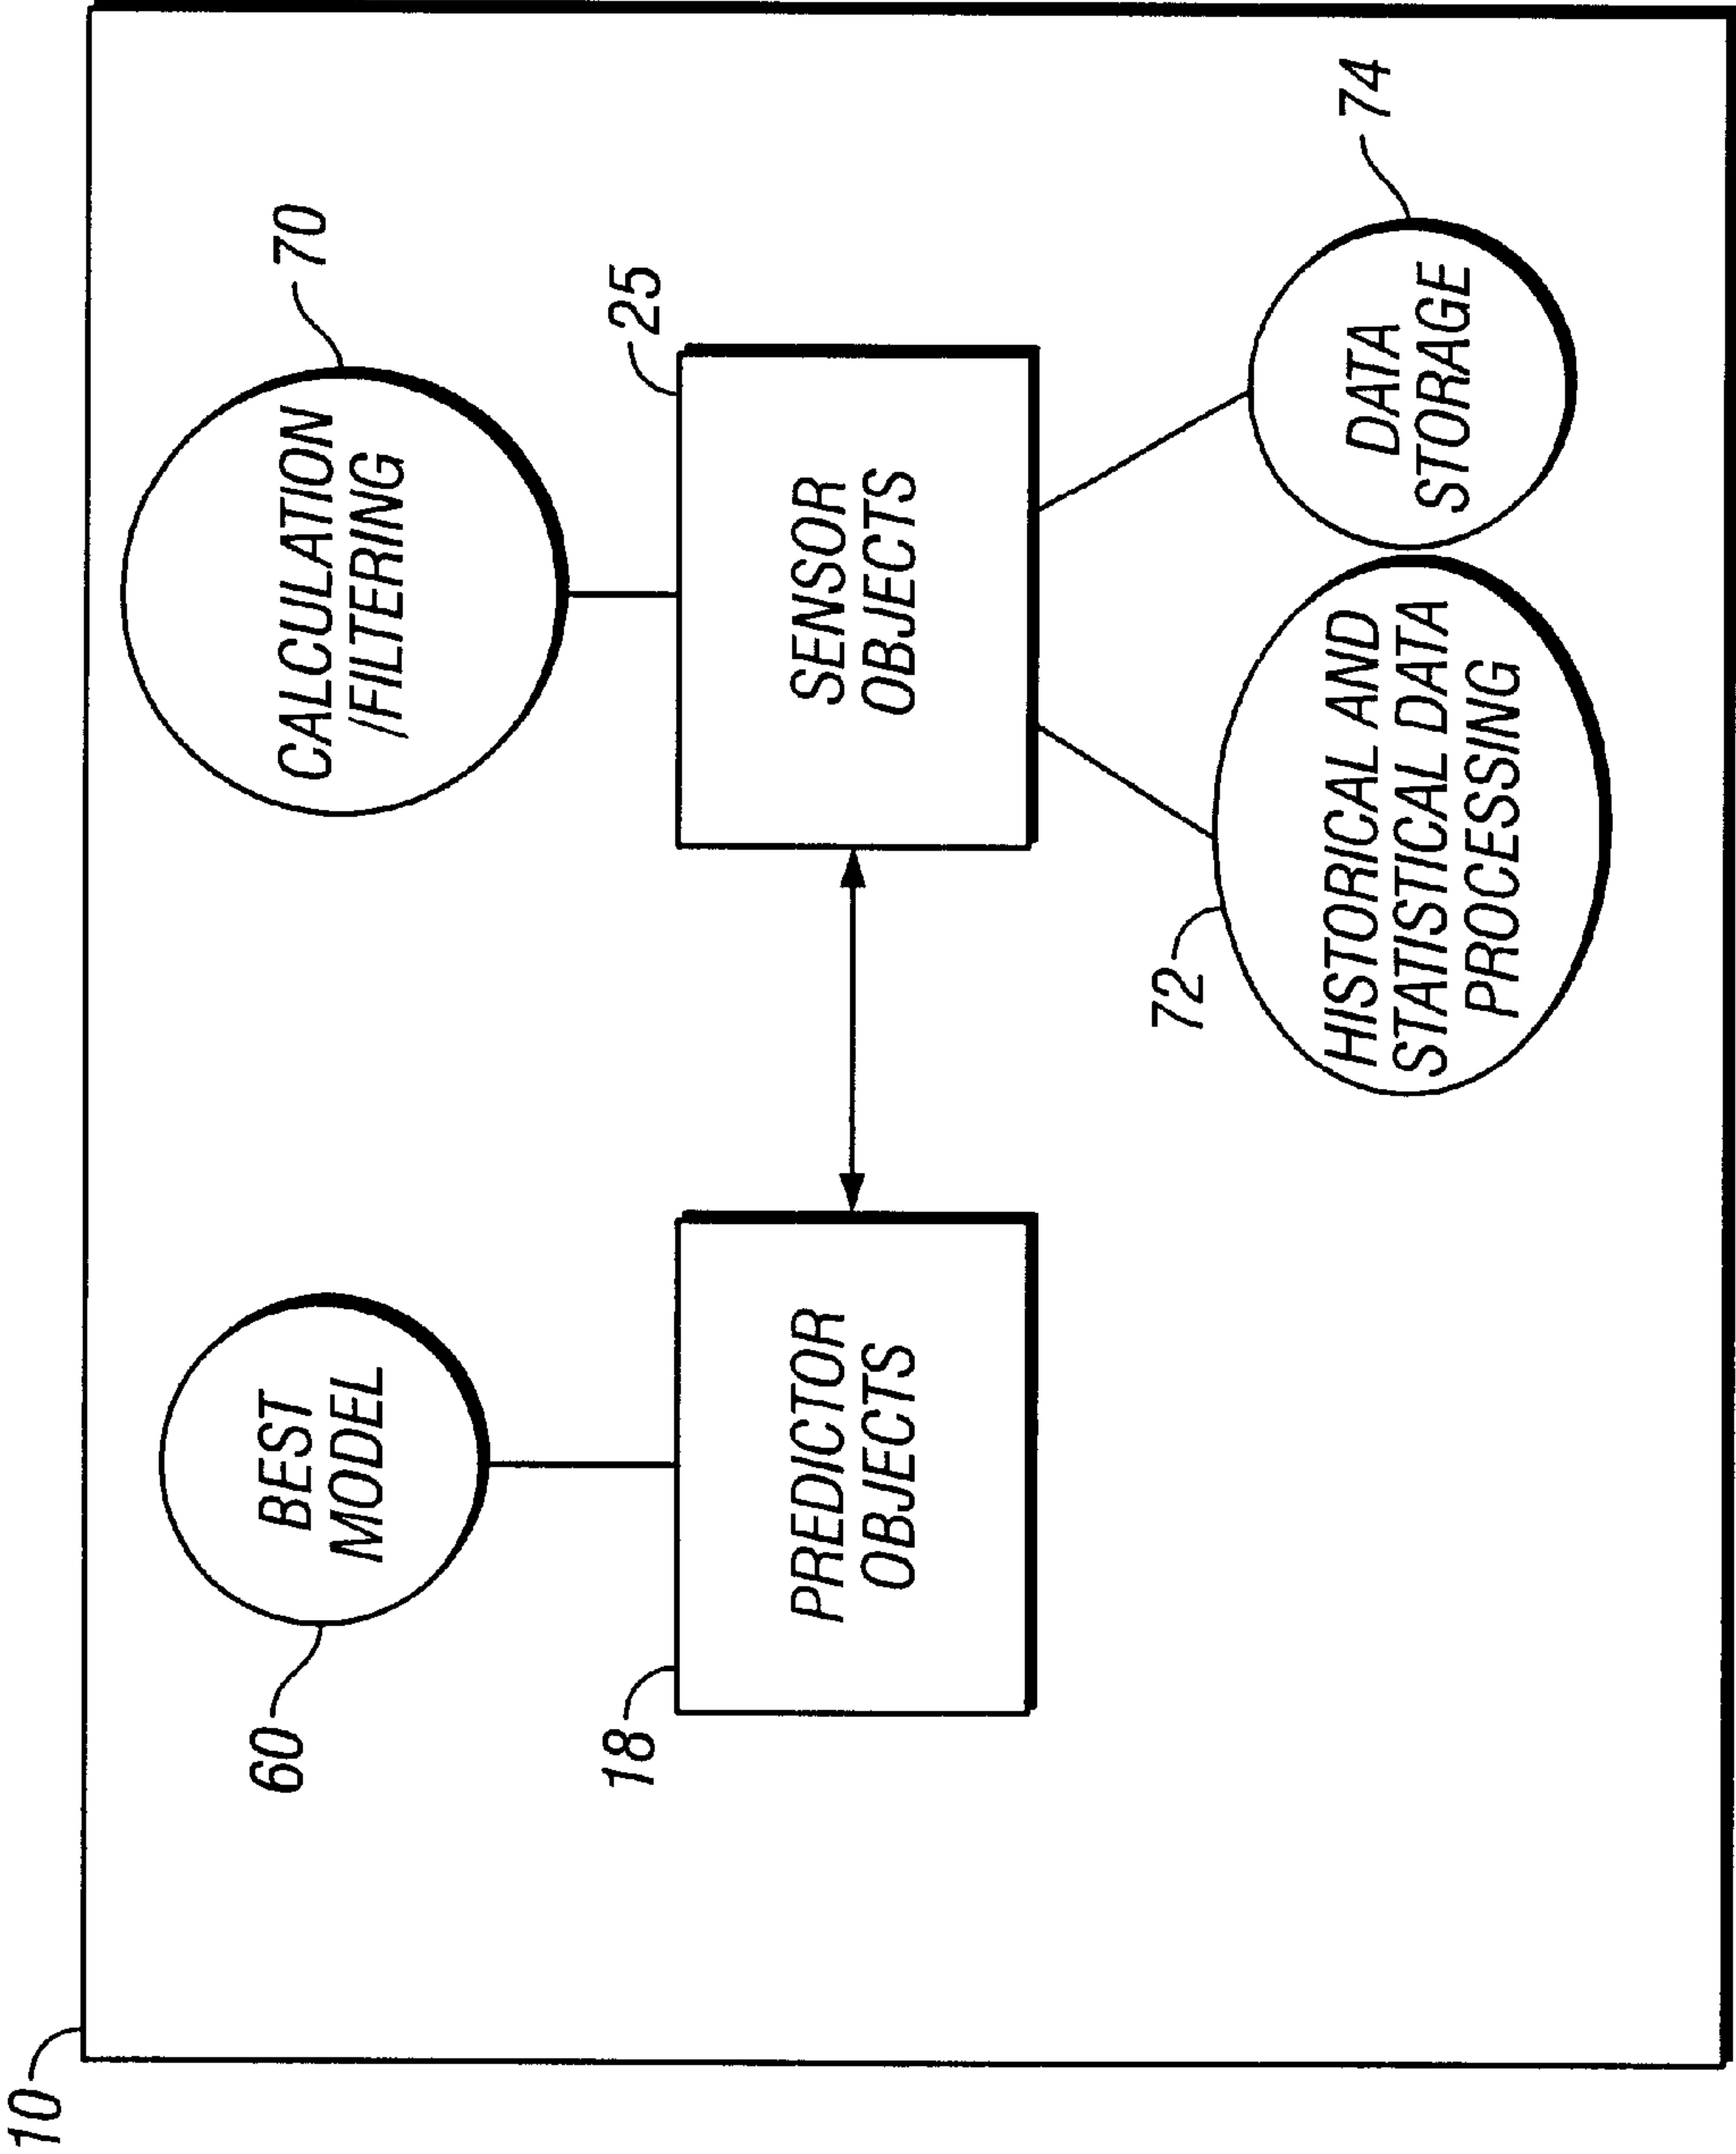 10
60
BEST
MODEL
70
CALCULATION
/FILTERING
18
PREDICTOR
OBJECTS
25
SENSOR
OBJECTS
72
HISTORICAL AND
STATISTICAL DATA
PROCESSING
74
DATA
STORAGE